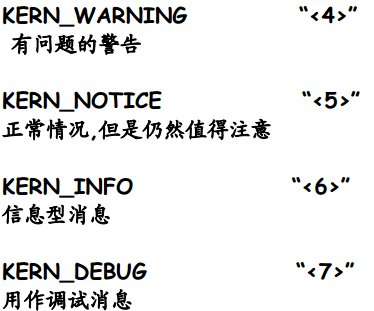 KERN_WARNING “<4>”
有问题的警告
KERN_NOTICE “<5>”
正常情况,但是仍然值得注意
KERN_INFO “<6>”
信息型消息
KERN_DEBUG “<7>”
用作调试消息